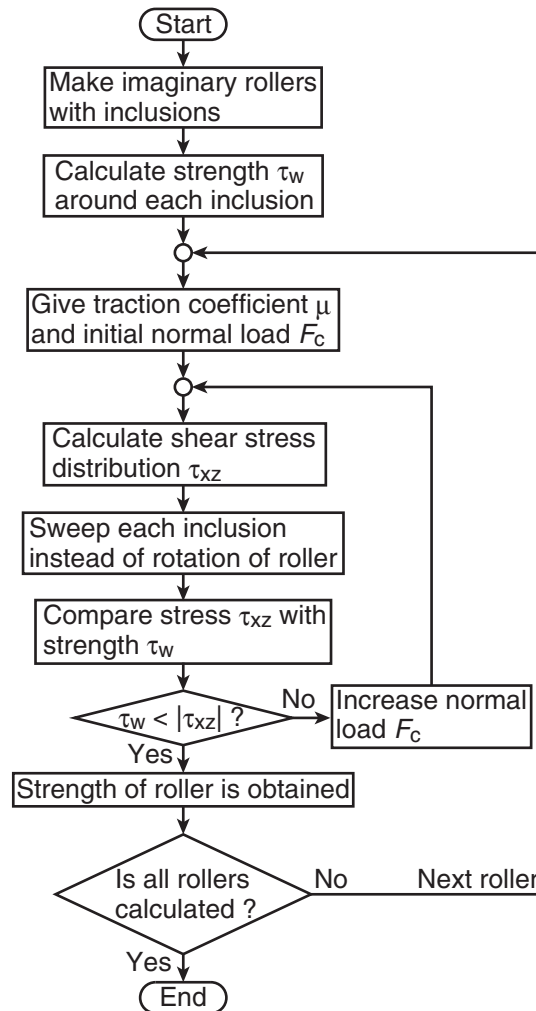 Start
Make imaginary rollers
with inclusions
Calculate strength τw
around each inclusion
Give traction coefficient μ
and initial normal load Fc
Calculate shear stress
distribution τxz
Sweep each inclusion
instead of rotation of roller
Compare stress τxz with
strength τw
τw < |τxz| ?
No
Increase normal
load Fc
Yes
Strength of roller is obtained
Is all rollers
calculated ?
No
Next roller
Yes
End